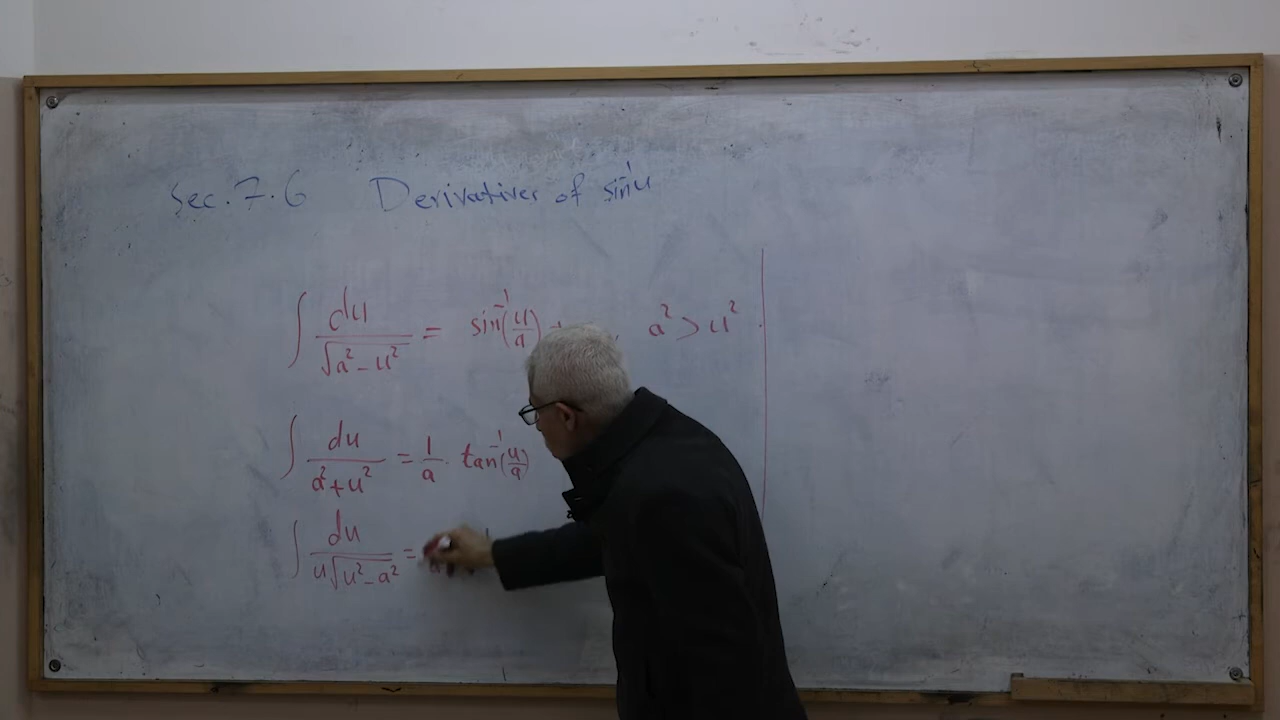 Sec. 7.6 Derivatives of sin⁻¹u
∫ du/√(a² - u²) = sin⁻¹(u/a) , a² > u².
∫ du/(a² + u²) = 1/a · tan⁻¹(u/a)
∫ du/(u√(u² - a²)) =